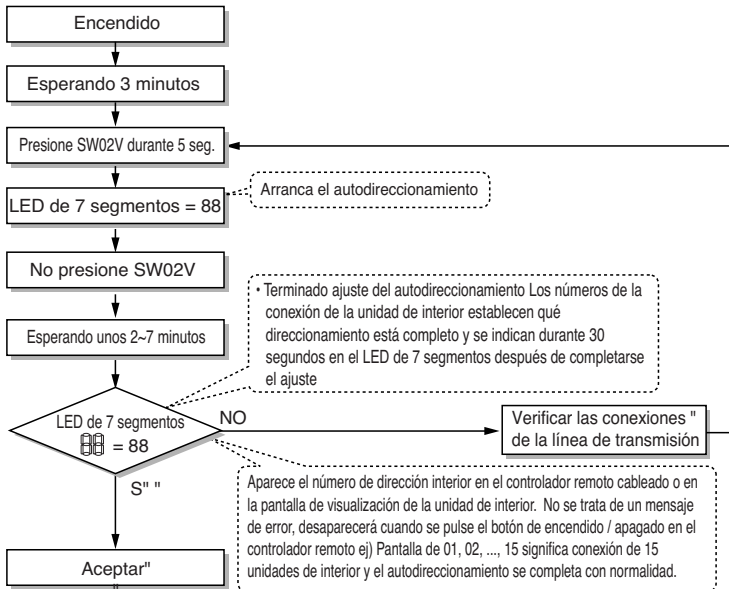 Encendido
Esperando 3 minutos
Presione SW02V durante 5 seg.
LED de 7 segmentos = 88
Arranca el autodireccionamiento
No presione SW02V
Esperando unos 2~7 minutos
• Terminado ajuste del autodireccionamiento Los números de la
conexión de la unidad de interior establecen qué
direccionamiento está completo y se indican durante 30
segundos en el LED de 7 segmentos después de completarse
el ajuste
LED de 7 segmentos
88 = 88
NO
Verificar las conexiones "
de la línea de transmisión
S" "
Aparece el número de dirección interior en el controlador remoto cableado o en
la pantalla de visualización de la unidad de interior. No se trata de un mensaje
de error, desaparecerá cuando se pulse el botón de encendido / apagado en el
controlador remoto ej) Pantalla de 01, 02, ..., 15 significa conexión de 15
unidades de interior y el autodireccionamiento se completa con normalidad.
Aceptar"